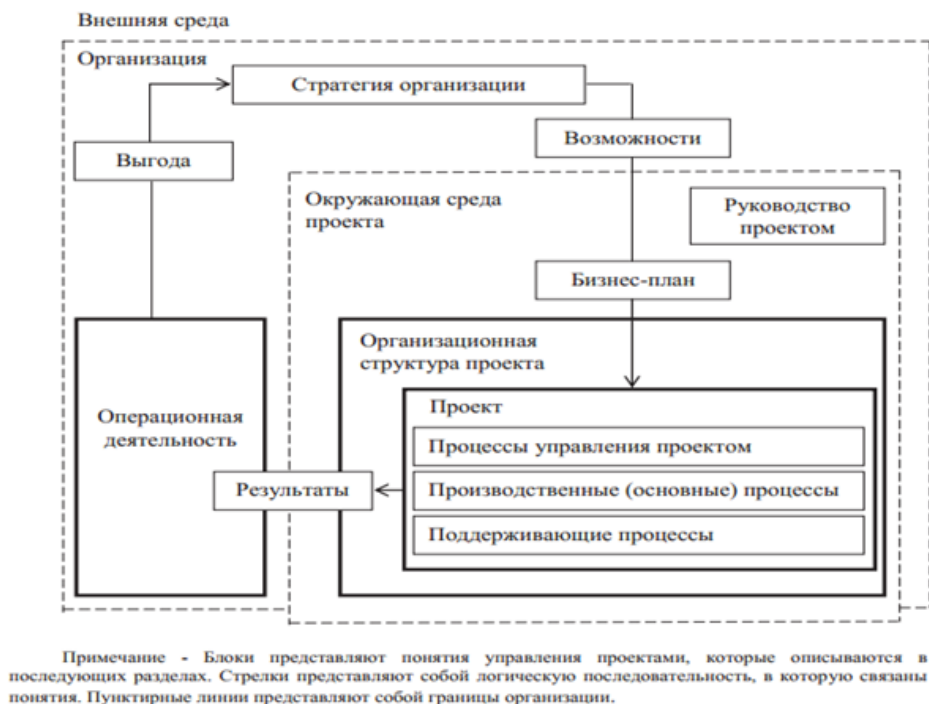 Внешняя среда
Организация
Стратегия организации
Возможности
Выгода
Окружающая среда
проекта
Руководство
проектом
Бизнес-план
Организационная
структура проекта
Операционная
деятельность
Проект
Процессы управления проектом
Результаты
Производственные (основные) процессы
Поддерживающие процессы
Примечание - Блоки представляют понятия управления проектами, которые описываются в
последующих разделах. Стрелки представляют собой логическую последовательность, в которую связаны
понятия. Пунктирные линии представляют собой границы организации.